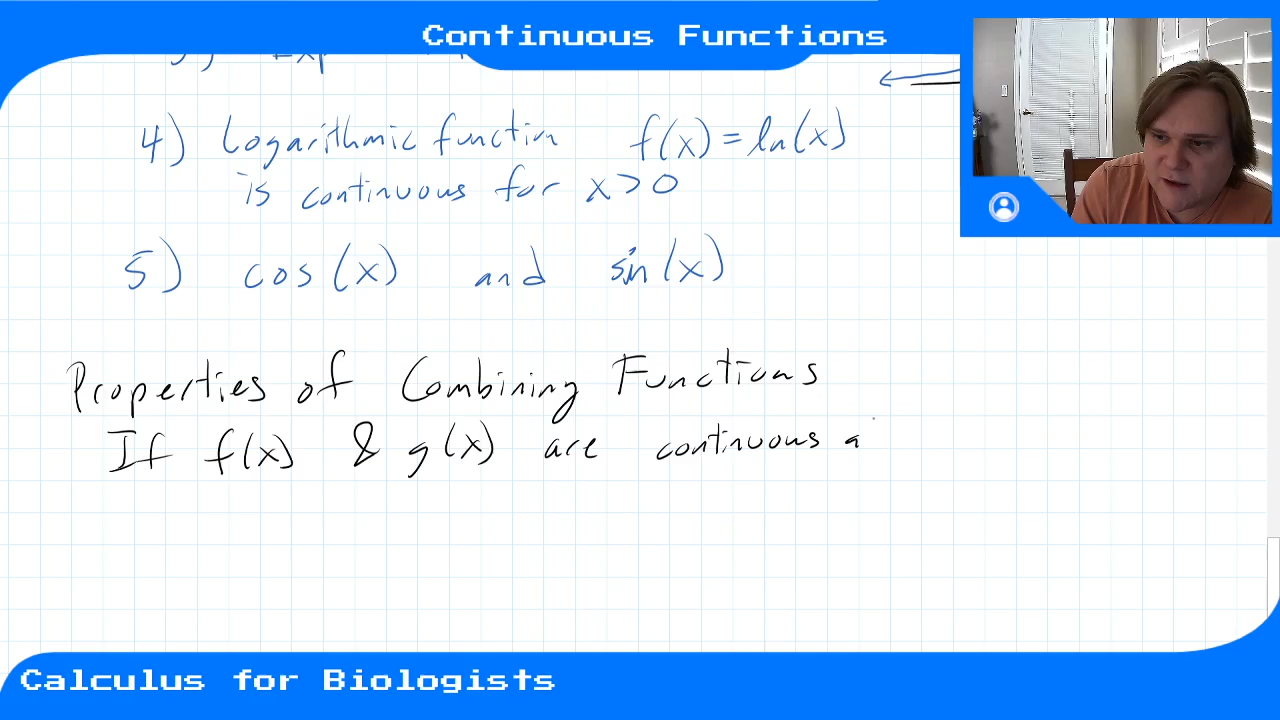 Continuous Functions
4) Logarithmic function f(x) = ln(x)
is continuous for x > 0
5) cos(x) and sin(x)
Properties of Combining Functions
If f(x) & g(x) are continuous a
Calculus for Biologists